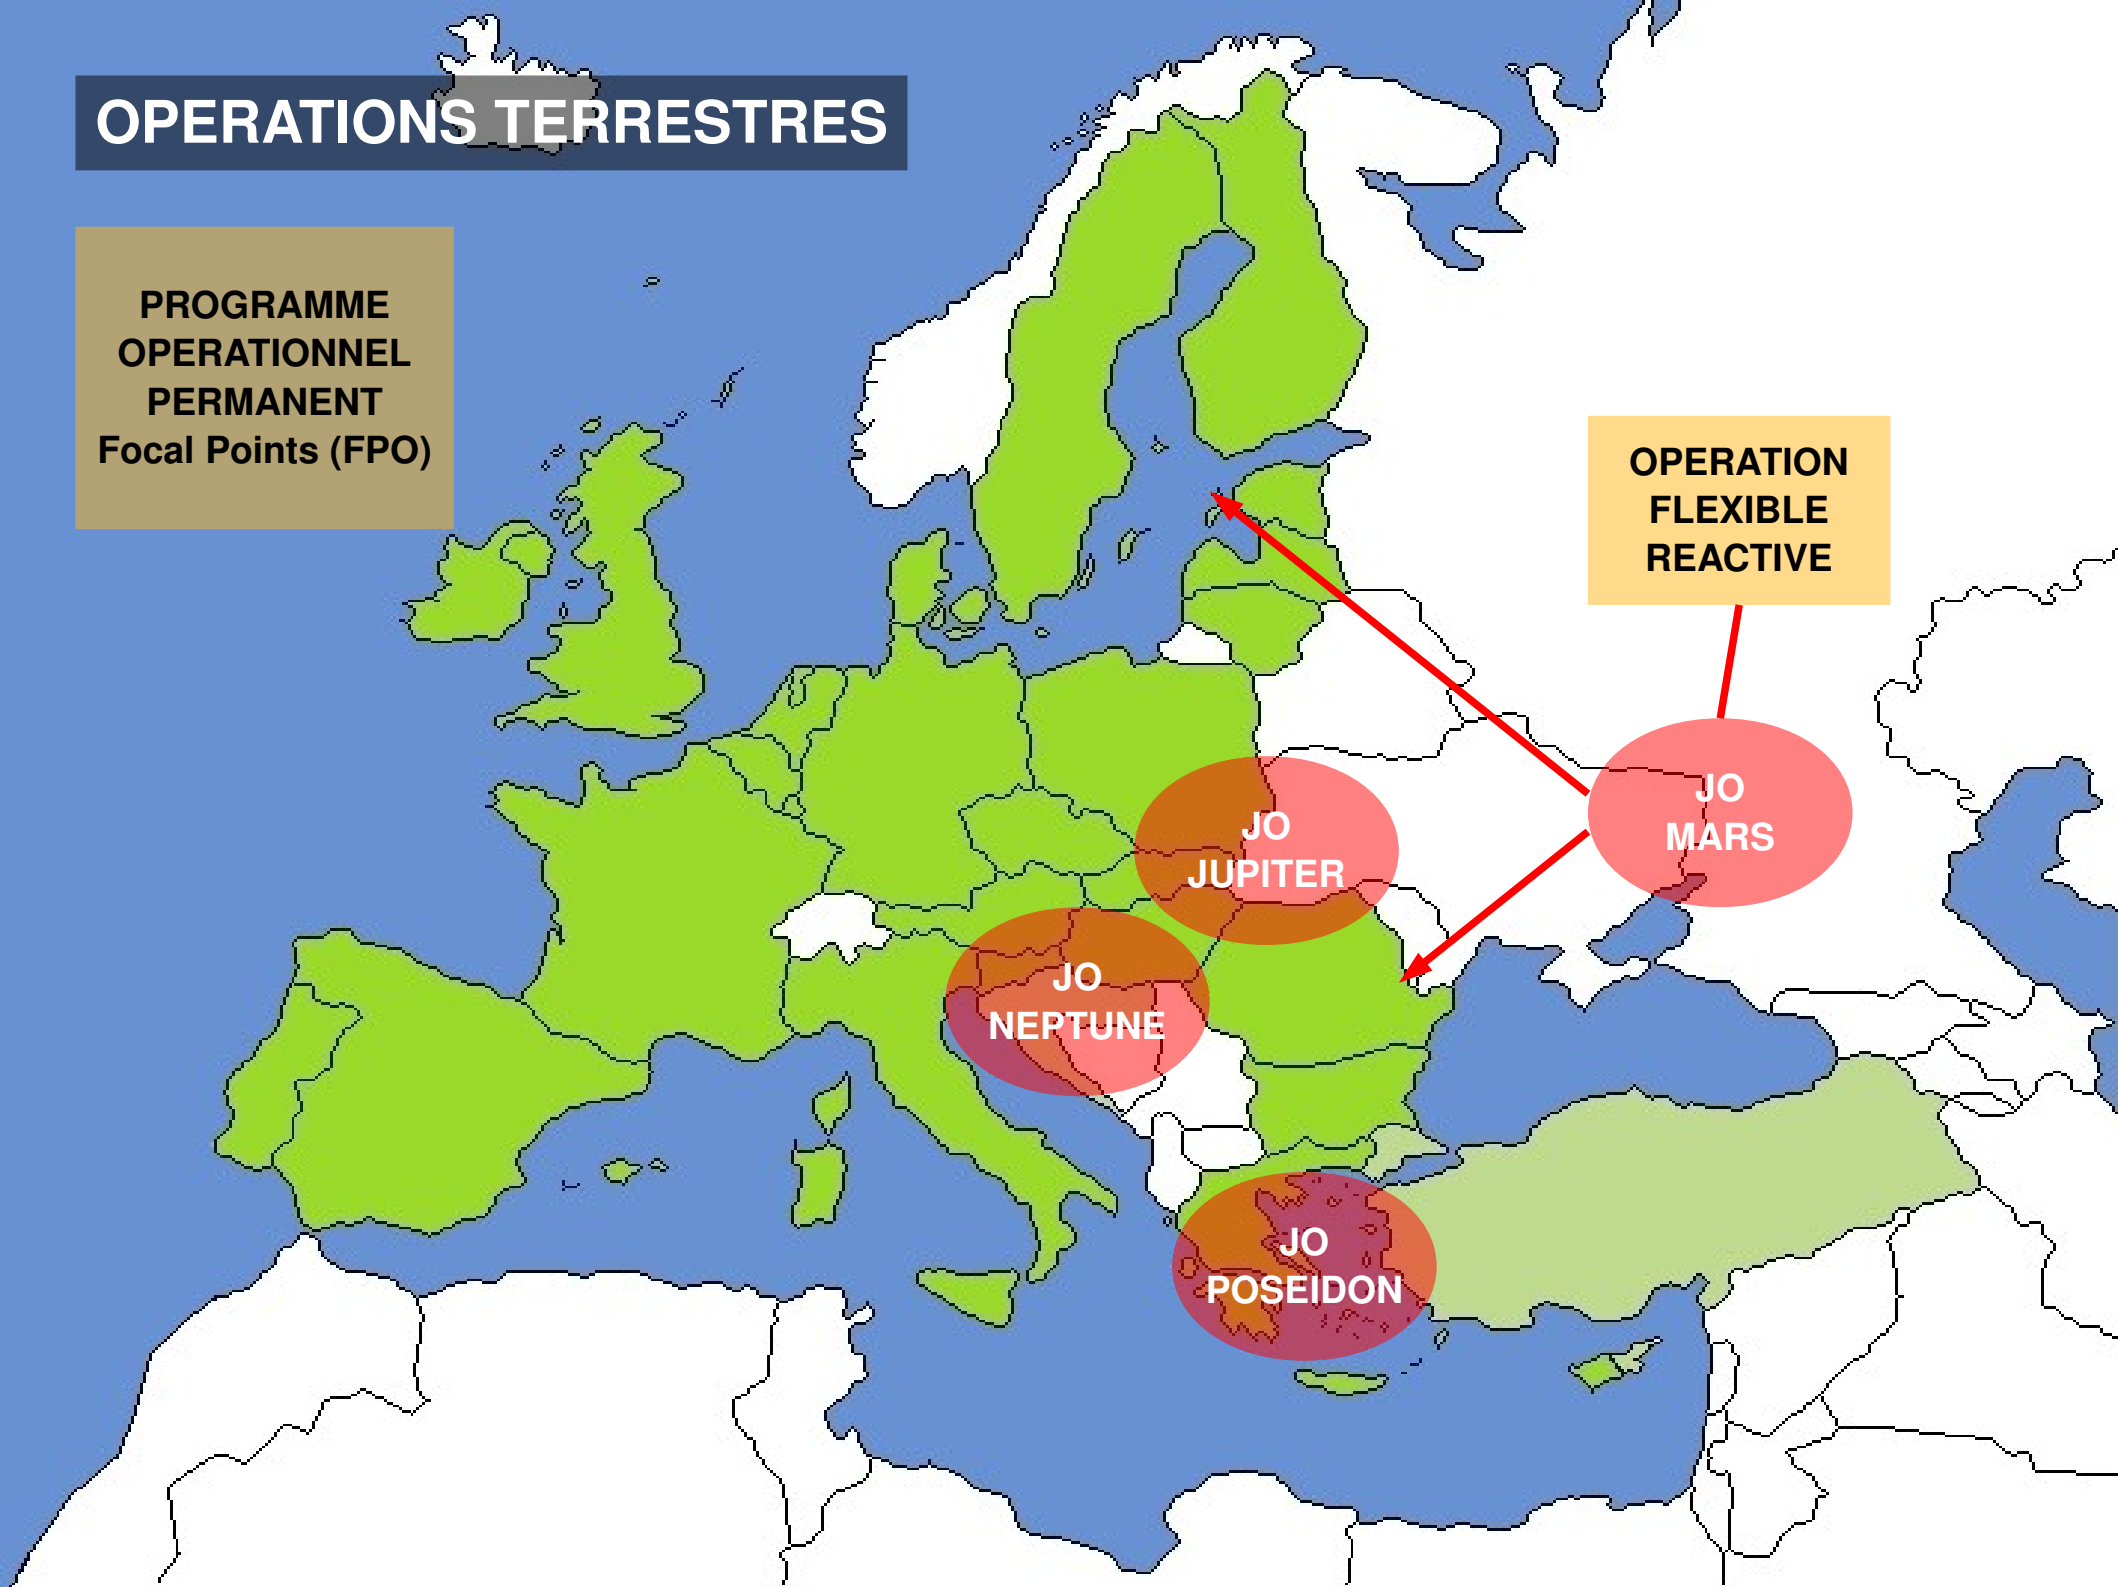 OPERATIONS TERRESTRES
PROGRAMME
OPERATIONNEL
PERMANENT
Focal Points (FPO)
OPERATION
FLEXIBLE
REACTIVE
JO
MARS
JO
JUPITER
JO
NEPTUNE
JO
POSEIDON